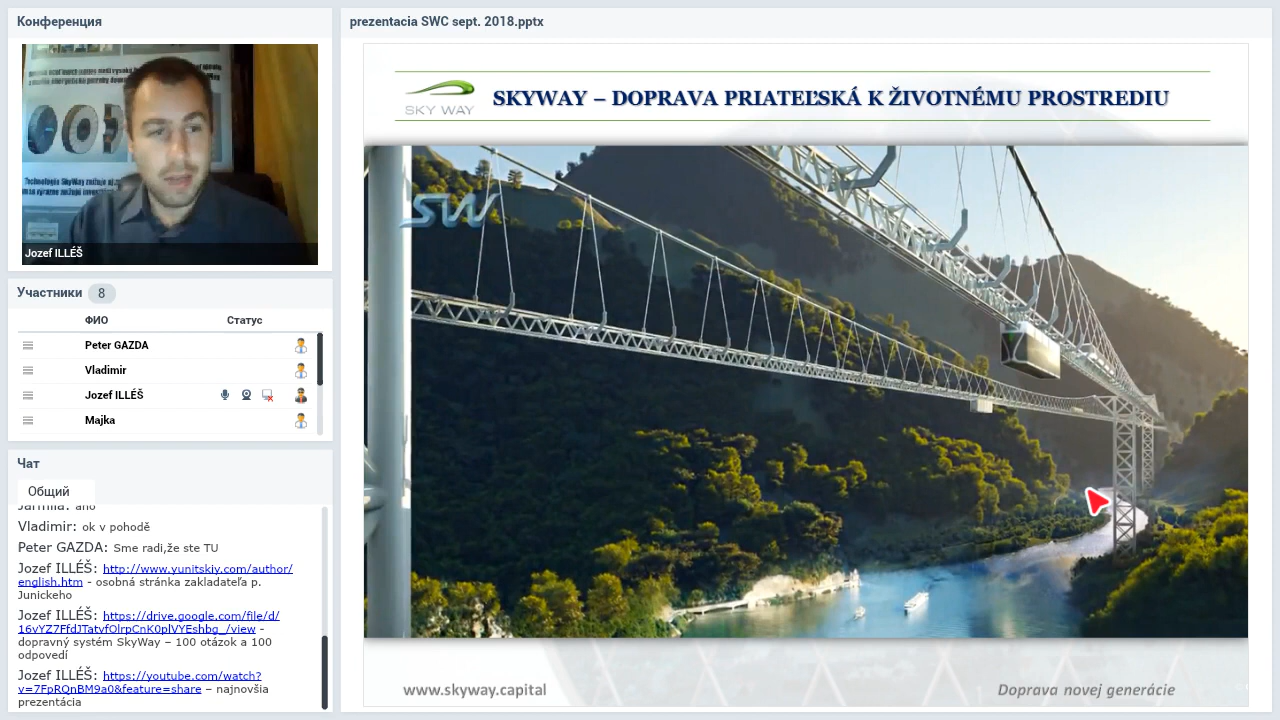 Конференция
Jozef ILLÉŠ
Участники 8
ФИО Статус
Peter GAZDA
Vladimir
Jozef ILLÉŠ
Majka
Чат
Общий
Jarmila: áno
Vladimir: ok v pohodě
Peter GAZDA: Sme radi,že ste TU
Jozef ILLÉŠ: http://www.yunitskiy.com/author/
english.htm - osobná stránka zakladateľa p.
Junickeho
Jozef ILLÉŠ: https://drive.google.com/file/d/
16vYZ7FfdJTatvfOlrpCnK0plVYEshbg_/view -
dopravný systém SkyWay – 100 otázok a 100
odpovedí
Jozef ILLÉŠ: https://youtube.com/watch?
v=7FpRQnBM9a0&feature=share – najnovšia
prezentácia
prezentacia SWC sept. 2018.pptx
SKY WAY
SKYWAY – DOPRAVA PRIATEĽSKÁ K ŽIVOTNÉMU PROSTREDIU
SW
www.skyway.capital
Doprava novej generácie